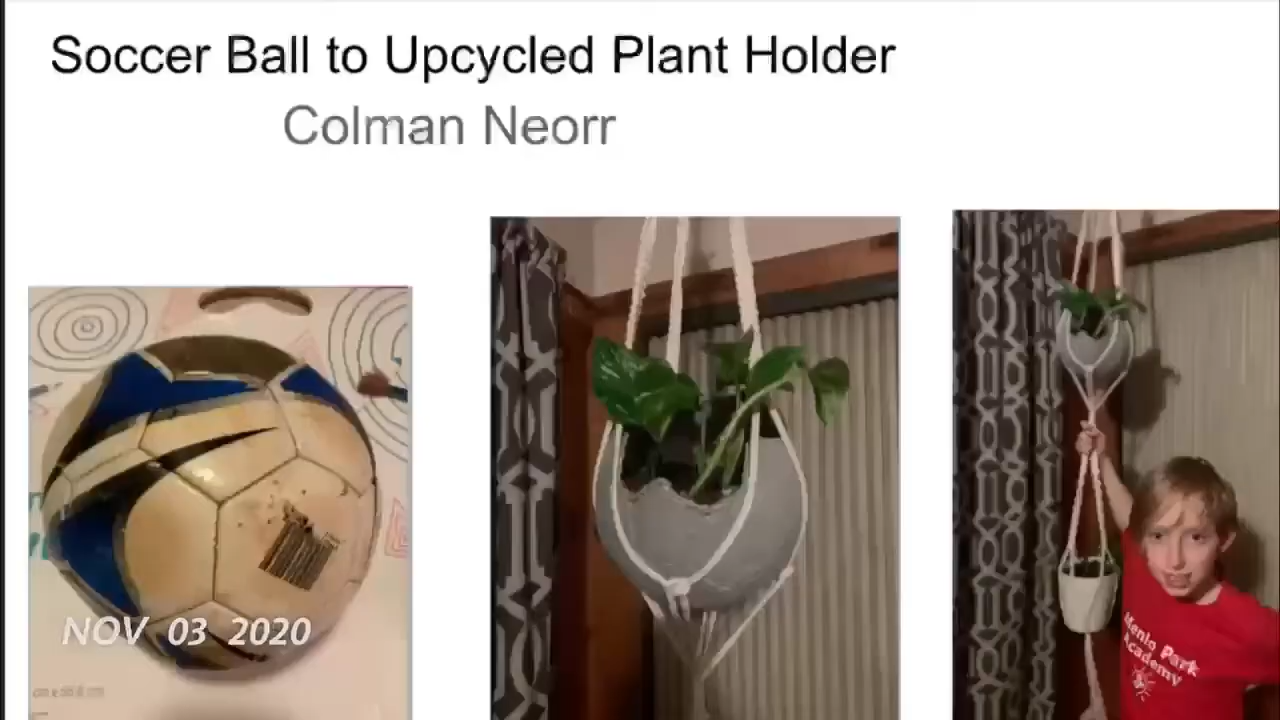 Soccer Ball to Upcycled Plant Holder
Colman Neorr
NOV 03 2020
Menlo Park
Academy